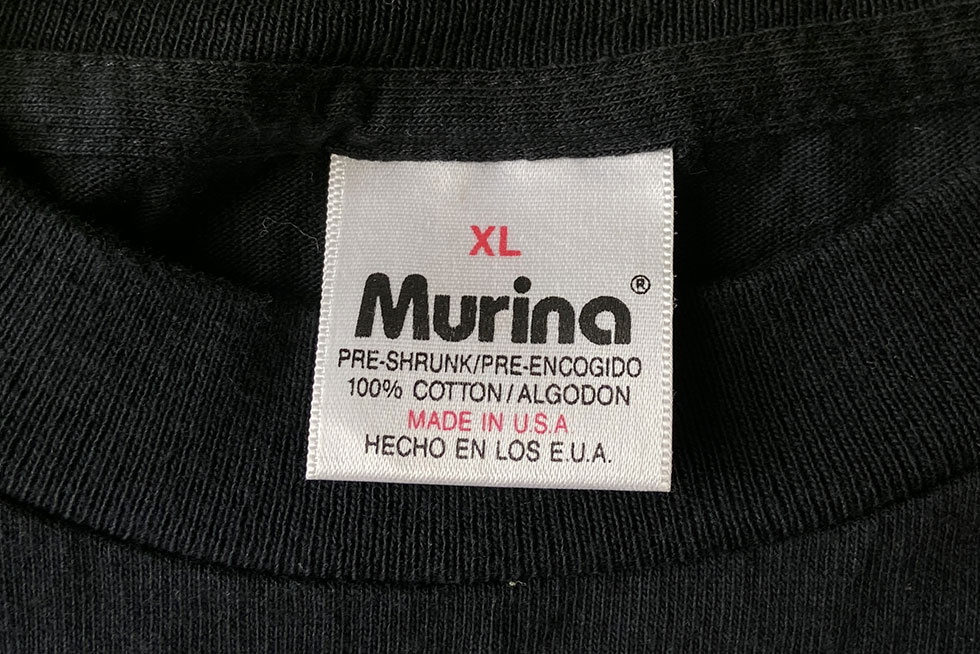 XL
Murina®
PRE-SHRUNK/PRE-ENCOGIDO
100% COTTON/ALGODON
MADE IN U.S.A
HECHO EN LOS E.U.A.